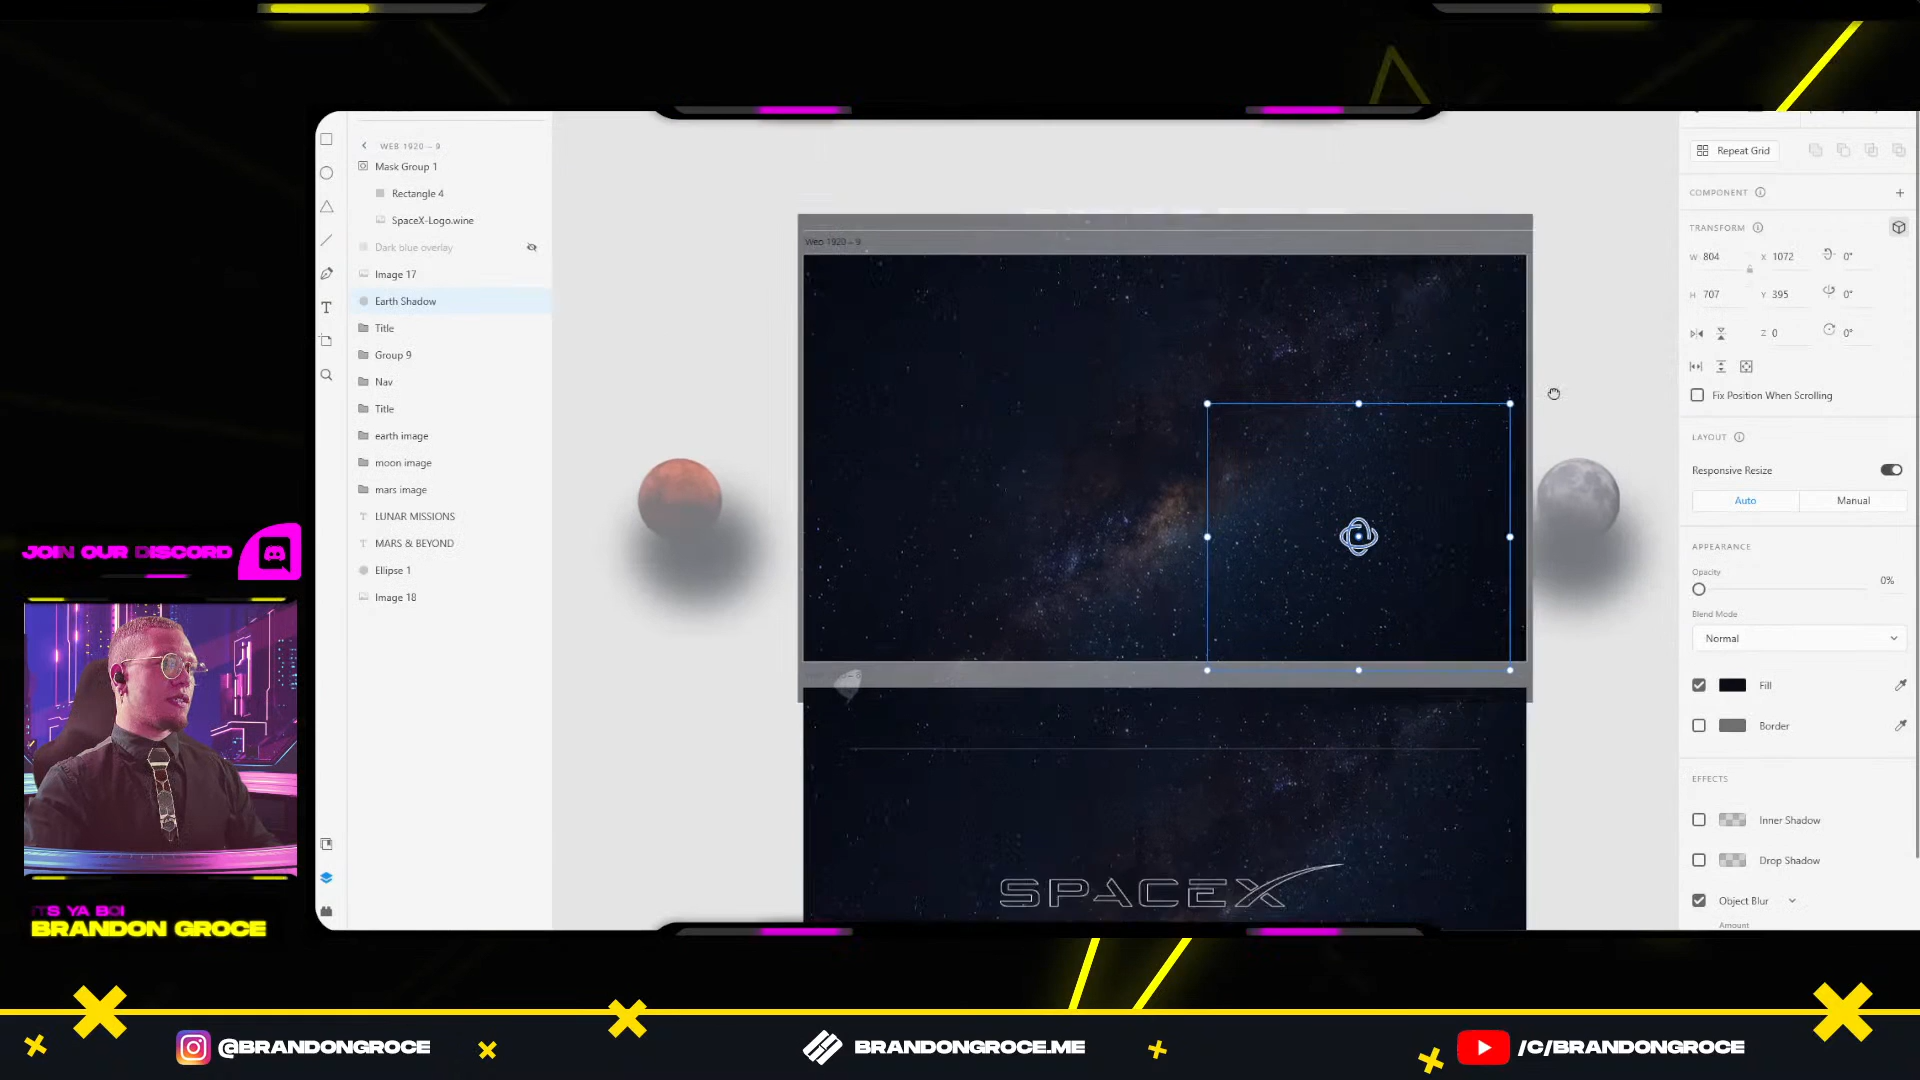 WEB 1920 – 9
Mask Group 1
Rectangle 4
SpaceX-Logo.wine
Dark blue overlay
Image 17
Earth Shadow
Title
Group 9
Nav
Title
earth image
moon image
mars image
LUNAR MISSIONS
MARS & BEYOND
Ellipse 1
Image 18
Web 1920 – 9
SPACEX
Repeat Grid
COMPONENT
TRANSFORM
W 804 X 1072 0°
H 707 Y 395 0°
Z 0 0°
Fix Position When Scrolling
LAYOUT
Responsive Resize
Auto Manual
APPEARANCE
Opacity
0%
Blend Mode
Normal
Fill
Border
EFFECTS
Inner Shadow
Drop Shadow
Object Blur
Amount
JOIN OUR DISCORD
IT'S YA BOI
BRANDON GROCE
@BRANDONGROCE
BRANDONGROCE.ME
/C/BRANDONGROCE